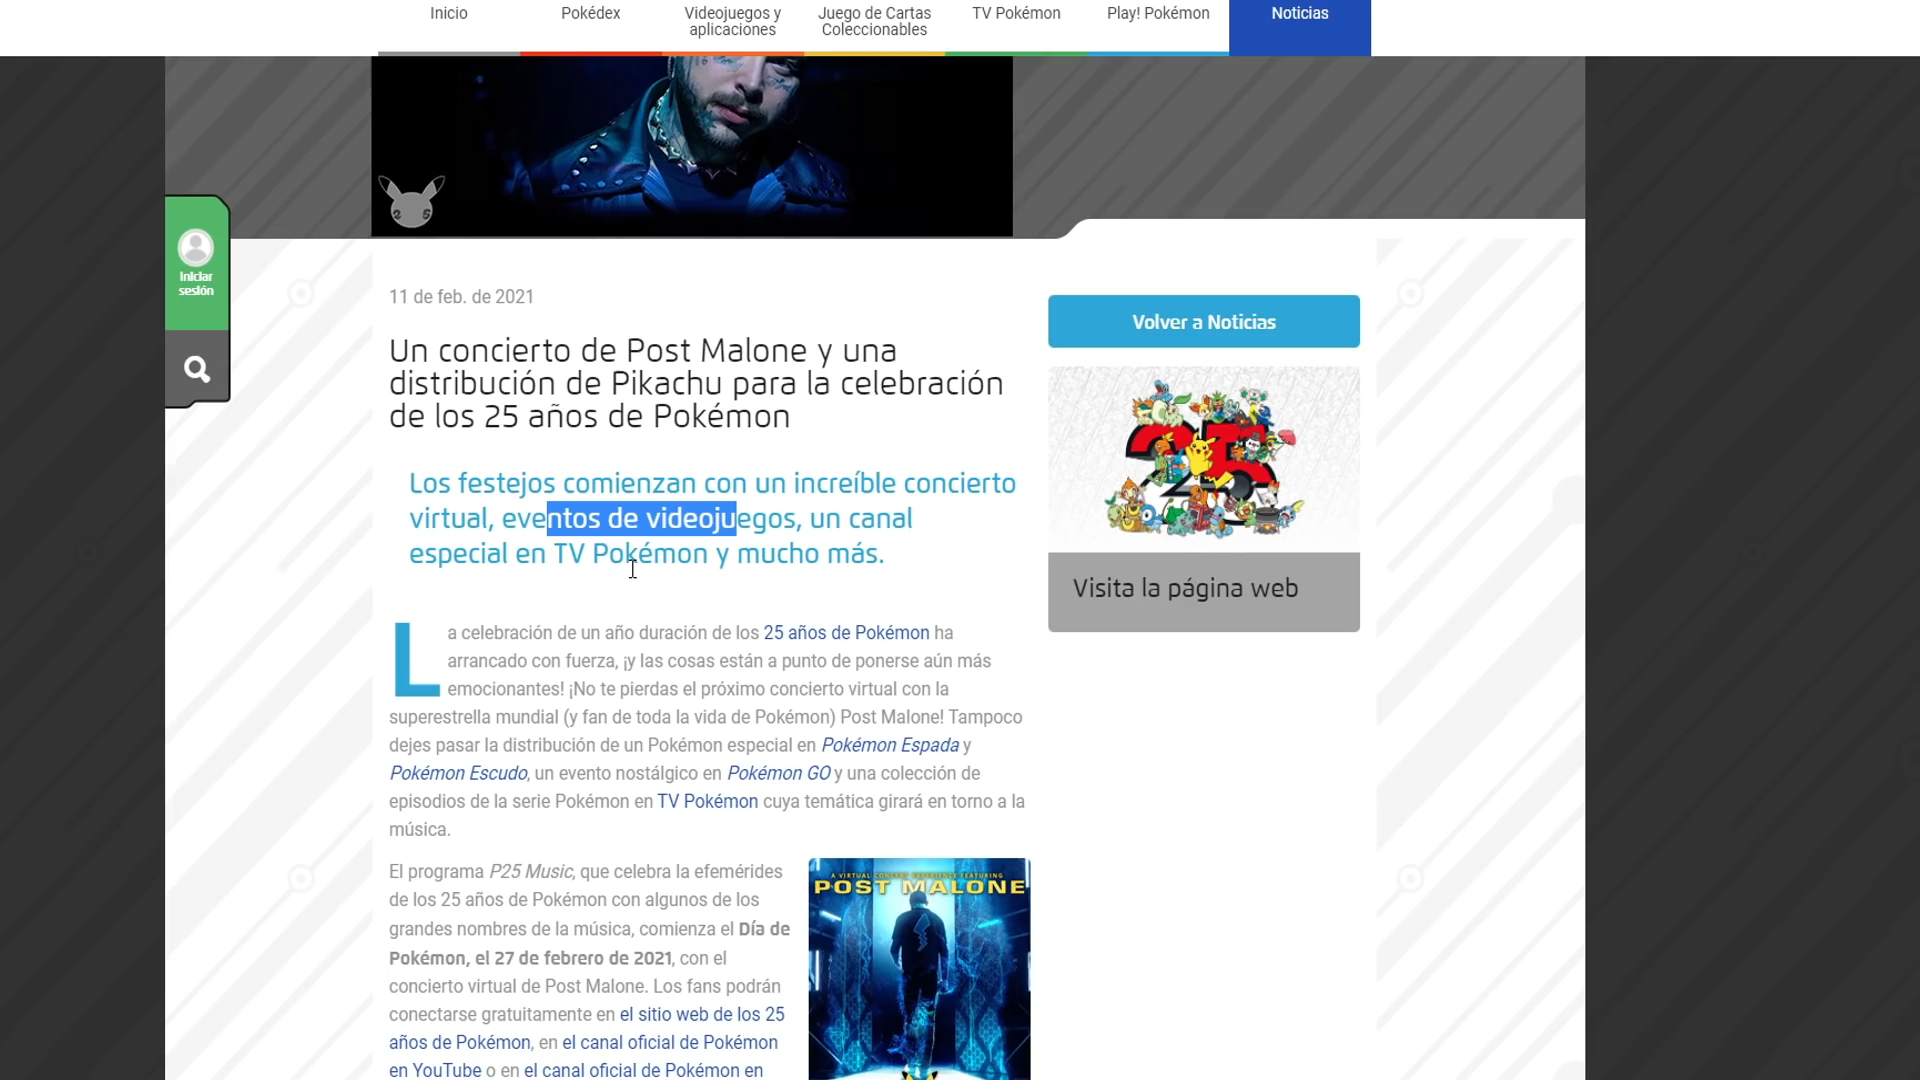 Inicio
Pokédex
Videojuegos y
aplicaciones
Juego de Cartas
Coleccionables
TV Pokémon
Play! Pokémon
Noticias
2 5
Iniciar
sesión
11 de feb. de 2021
Un concierto de Post Malone y una
distribución de Pikachu para la celebración
de los 25 años de Pokémon
Los festejos comienzan con un increíble concierto
virtual, eventos de videojuegos, un canal
especial en TV Pokémon y mucho más.
La celebración de un año duración de los 25 años de Pokémon ha
arrancado con fuerza, ¡y las cosas están a punto de ponerse aún más
emocionantes! ¡No te pierdas el próximo concierto virtual con la
superestrella mundial (y fan de toda la vida de Pokémon) Post Malone! Tampoco
dejes pasar la distribución de un Pokémon especial en Pokémon Espada y
Pokémon Escudo, un evento nostálgico en Pokémon GO y una colección de
episodios de la serie Pokémon en TV Pokémon cuya temática girará en torno a la
música.
El programa P25 Music, que celebra la efemérides
de los 25 años de Pokémon con algunos de los
grandes nombres de la música, comienza el Día de
Pokémon, el 27 de febrero de 2021, con el
concierto virtual de Post Malone. Los fans podrán
conectarse gratuitamente en el sitio web de los 25
años de Pokémon, en el canal oficial de Pokémon
en YouTube o en el canal oficial de Pokémon en
A VIRTUAL CONCERT EXPERIENCE FEATURING
POST MALONE
Volver a Noticias
25
Visita la página web